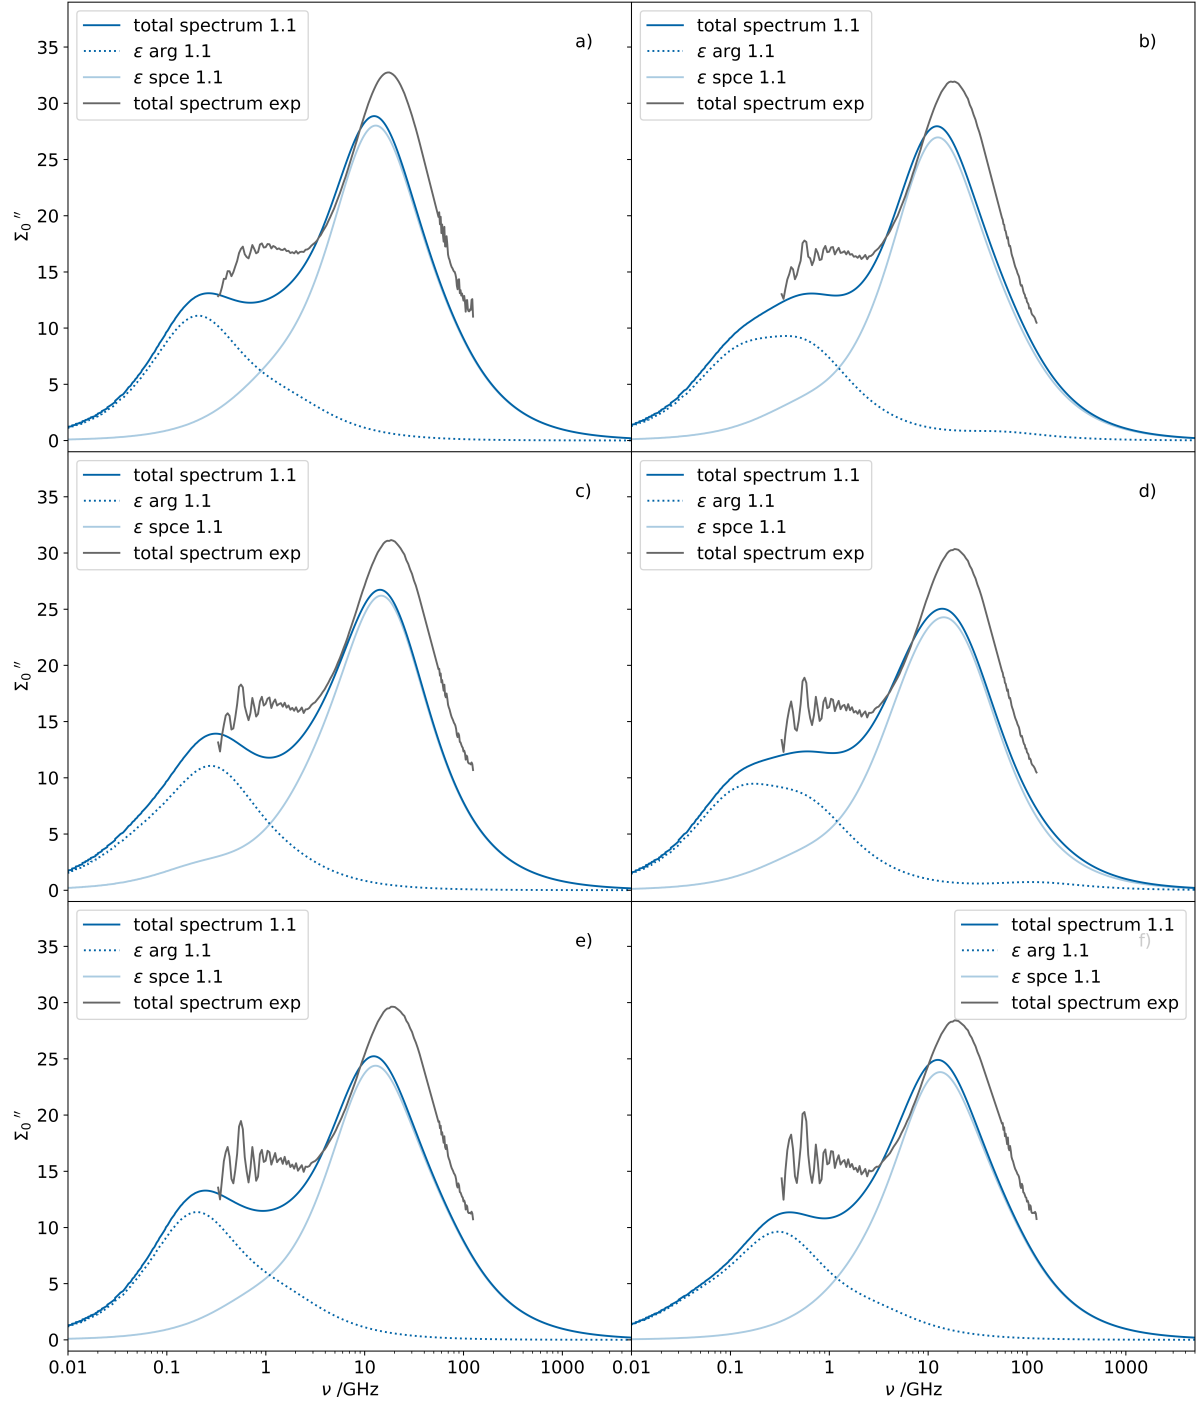 total spectrum 1.1
ε arg 1.1
ε spce 1.1
total spectrum exp
a)
35
30
25
20
15
10
5
0
Σ0″
total spectrum 1.1
ε arg 1.1
ε spce 1.1
total spectrum exp
b)
total spectrum 1.1
ε arg 1.1
ε spce 1.1
total spectrum exp
c)
35
30
25
20
15
10
5
0
Σ0″
total spectrum 1.1
ε arg 1.1
ε spce 1.1
total spectrum exp
d)
total spectrum 1.1
ε arg 1.1
ε spce 1.1
total spectrum exp
e)
35
30
25
20
15
10
5
0
Σ0″
0.01 0.1 1 10 100 1000
ν /GHz
total spectrum 1.1
ε arg 1.1
ε spce 1.1
total spectrum exp
f)
0.01 0.1 1 10 100 1000
ν /GHz